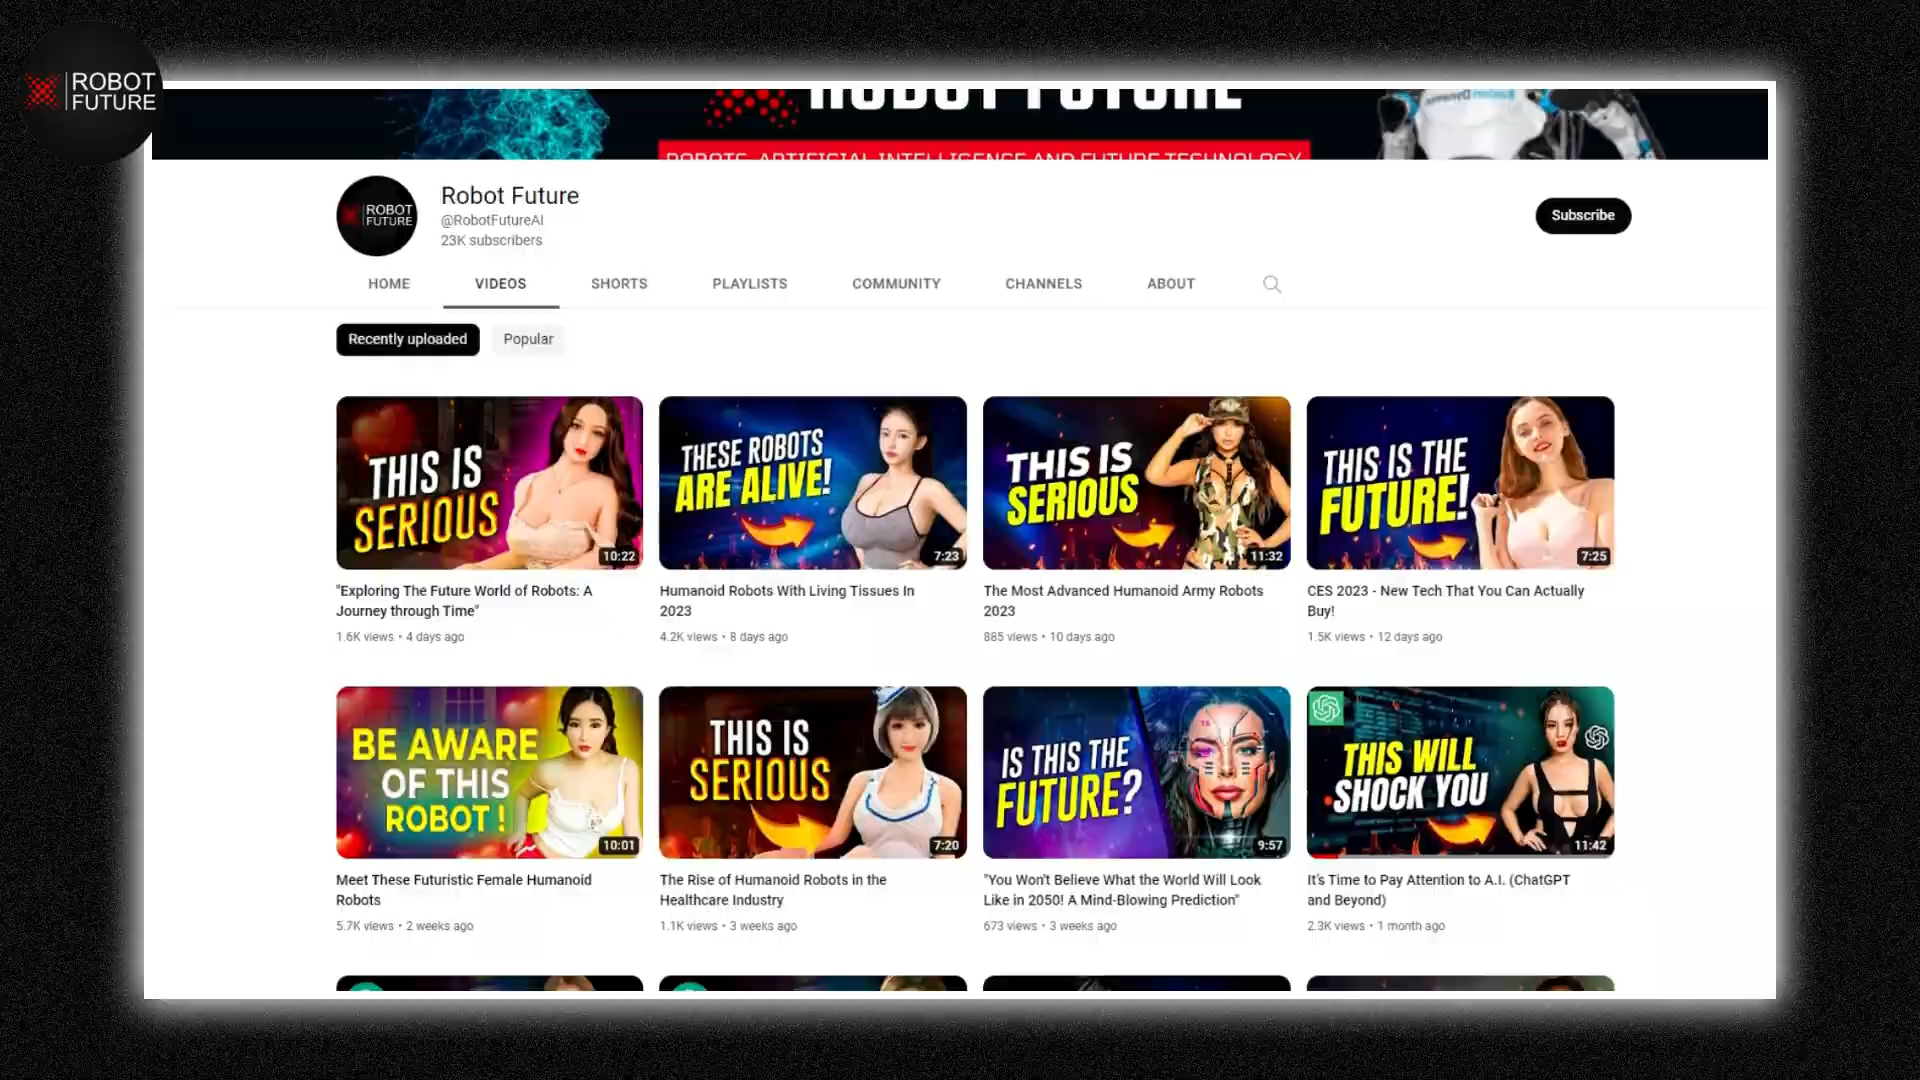 ROBOT
FUTURE
ROBOT FUTURE
ROBOTS, ARTIFICIAL INTELLIGENCE AND FUTURE TECHNOLOGY
ROBOT
FUTURE
Robot Future
@RobotFutureAI
23K subscribers
Subscribe
HOME VIDEOS SHORTS PLAYLISTS COMMUNITY CHANNELS ABOUT
Recently uploaded Popular
THIS IS
SERIOUS
10:22
THESE ROBOTS
ARE ALIVE!
7:23
THIS IS
SERIOUS
11:32
THIS IS THE
FUTURE!
7:25
"Exploring The Future World of Robots: A
Journey through Time"
1.6K views • 4 days ago
Humanoid Robots With Living Tissues In
2023
4.2K views • 8 days ago
The Most Advanced Humanoid Army Robots
2023
885 views • 10 days ago
CES 2023 - New Tech That You Can Actually
Buy!
1.5K views • 12 days ago
BE AWARE
OF THIS
ROBOT !
10:01
THIS IS
SERIOUS
7:20
IS THIS THE
FUTURE?
9:57
THIS WILL
SHOCK YOU
11:42
Meet These Futuristic Female Humanoid
Robots
5.7K views • 2 weeks ago
The Rise of Humanoid Robots in the
Healthcare Industry
1.1K views • 3 weeks ago
"You Won't Believe What the World Will Look
Like in 2050! A Mind-Blowing Prediction"
673 views • 3 weeks ago
It's Time to Pay Attention to A.I. (ChatGPT
and Beyond)
2.3K views • 1 month ago